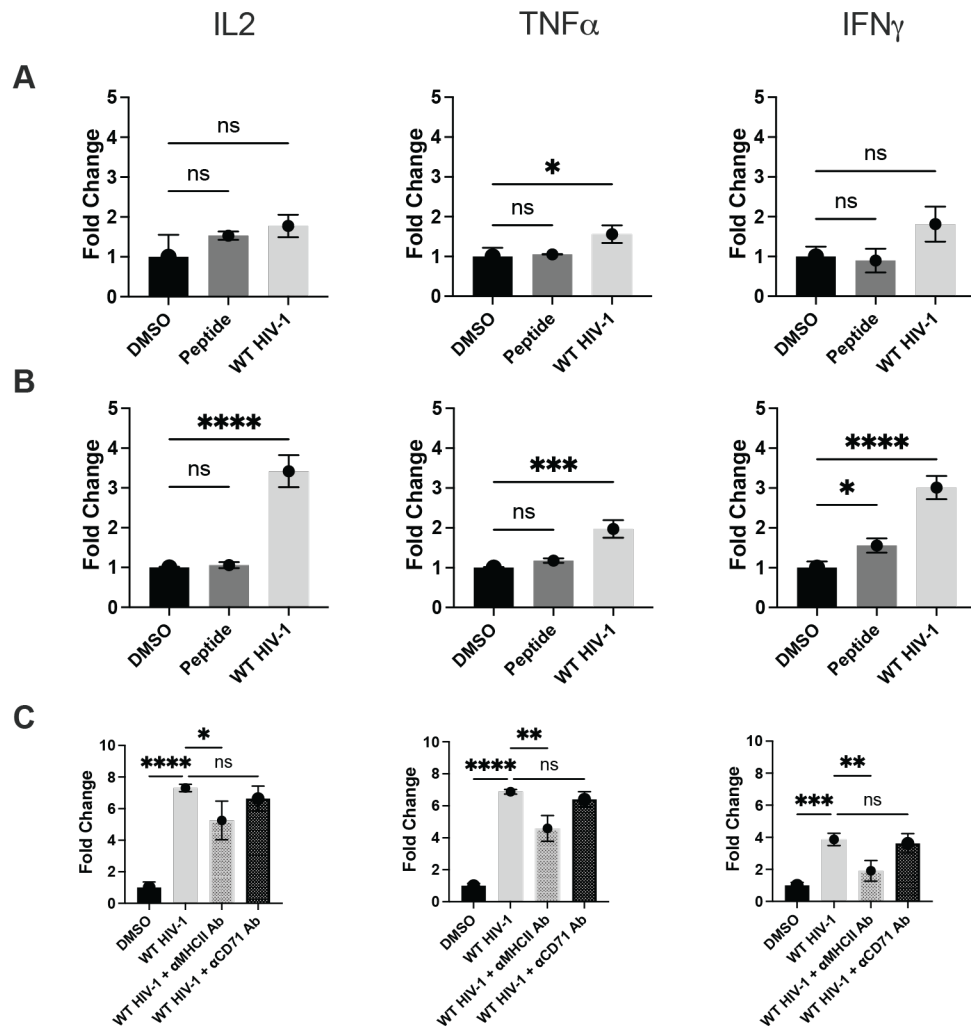 IL2 TNFα IFNγ
A
Fold Change
5
4
3
2
1
0
ns
ns
DMSO Peptide WT HIV-1
Fold Change
5
4
3
2
1
0
*
ns
DMSO Peptide WT HIV-1
Fold Change
5
4
3
2
1
0
ns
ns
DMSO Peptide WT HIV-1
B
Fold Change
5
4
3
2
1
0
****
ns
DMSO Peptide WT HIV-1
Fold Change
5
4
3
2
1
0
***
ns
DMSO Peptide WT HIV-1
Fold Change
5
4
3
2
1
0
****
*
DMSO Peptide WT HIV-1
C
Fold Change
10
8
6
4
2
0
*
**** ns
DMSO
WT HIV-1
WT HIV-1 + αMHCII Ab
WT HIV-1 + αCD71 Ab
Fold Change
10
8
6
4
2
0
**
**** ns
DMSO
WT HIV-1
WT HIV-1 + αMHCII Ab
WT HIV-1 + αCD71 Ab
Fold Change
10
8
6
4
2
0
**
*** ns
DMSO
WT HIV-1
WT HIV-1 + αMHCII Ab
WT HIV-1 + αCD71 Ab